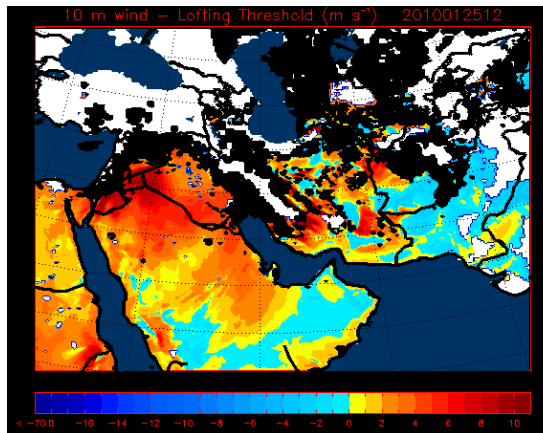 10 m wind – Lofting Threshold (m s⁻¹) 2010012512
< -70.0 -14 -12 -10 -8 -6 -4 -2 0 2 4 6 8 10